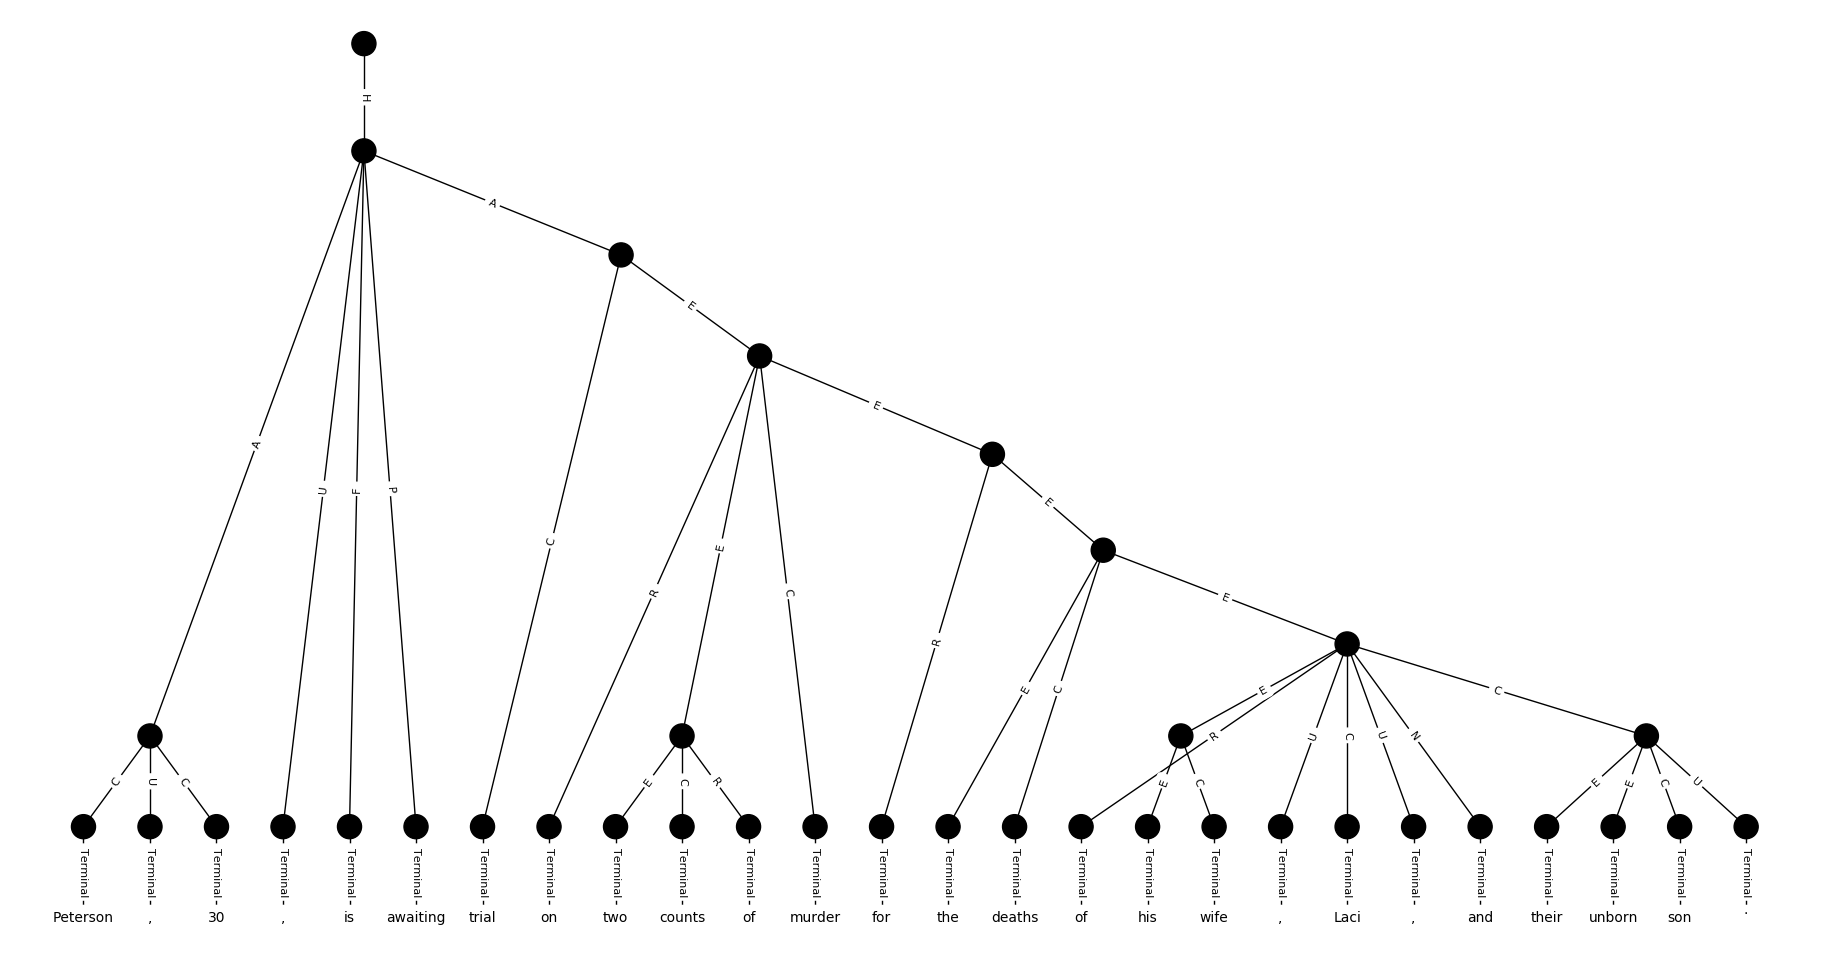 H
A
A
E
E
A
U
F
P
E
C
E
R
C
E
R
E
C
E
R
C
U
C
U
N
C
U
C
E
C
R
E
C
E
E
C
U
Terminal Terminal Terminal Terminal Terminal Terminal Terminal Terminal Terminal Terminal Terminal Terminal Terminal Terminal Terminal Terminal Terminal Terminal Terminal Terminal Terminal Terminal Terminal Terminal Terminal Terminal
Peterson , 30 , is awaiting trial on two counts of murder for the deaths of his wife , Laci , and their unborn son .